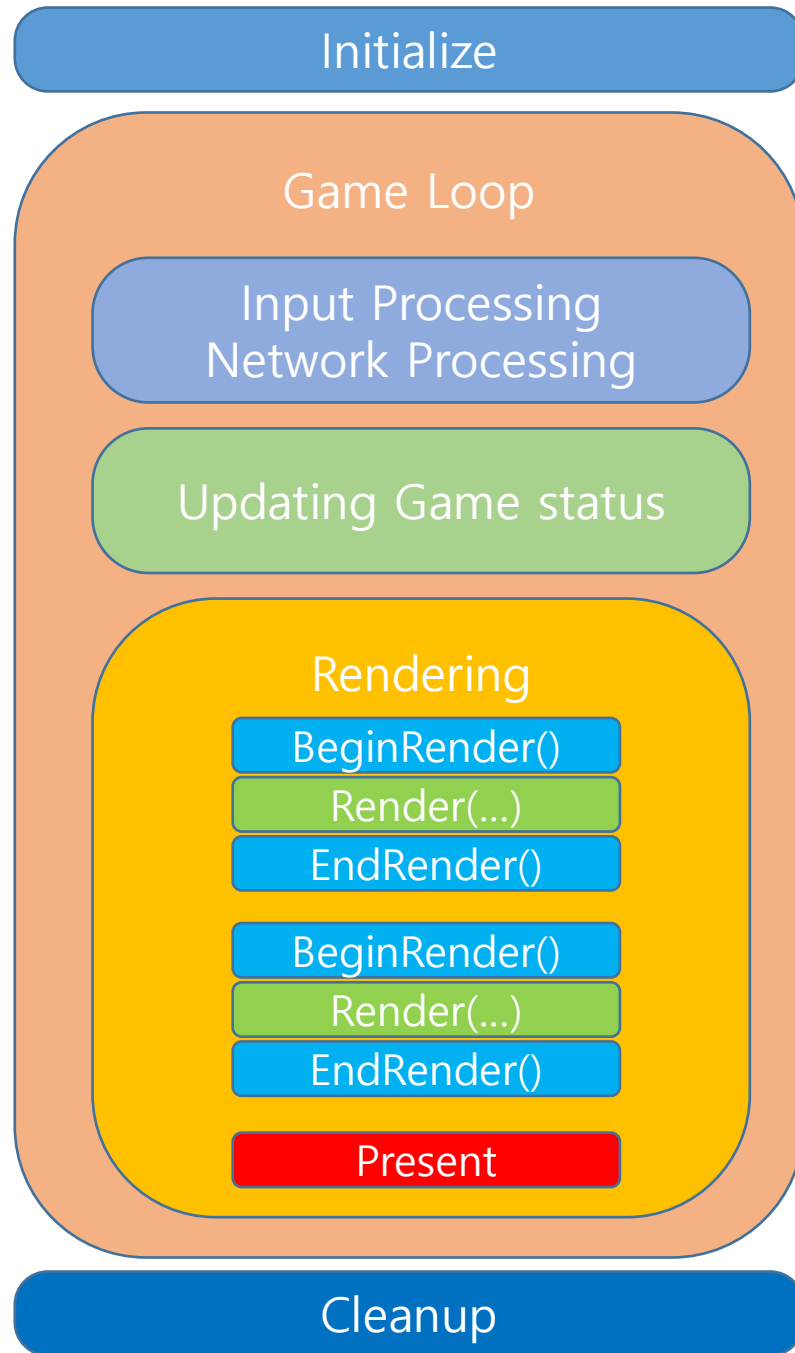 Initialize
Game Loop
Input Processing
Network Processing
Updating Game status
Rendering
BeginRender()
Render(...)
EndRender()
BeginRender()
Render(...)
EndRender()
Present
Cleanup